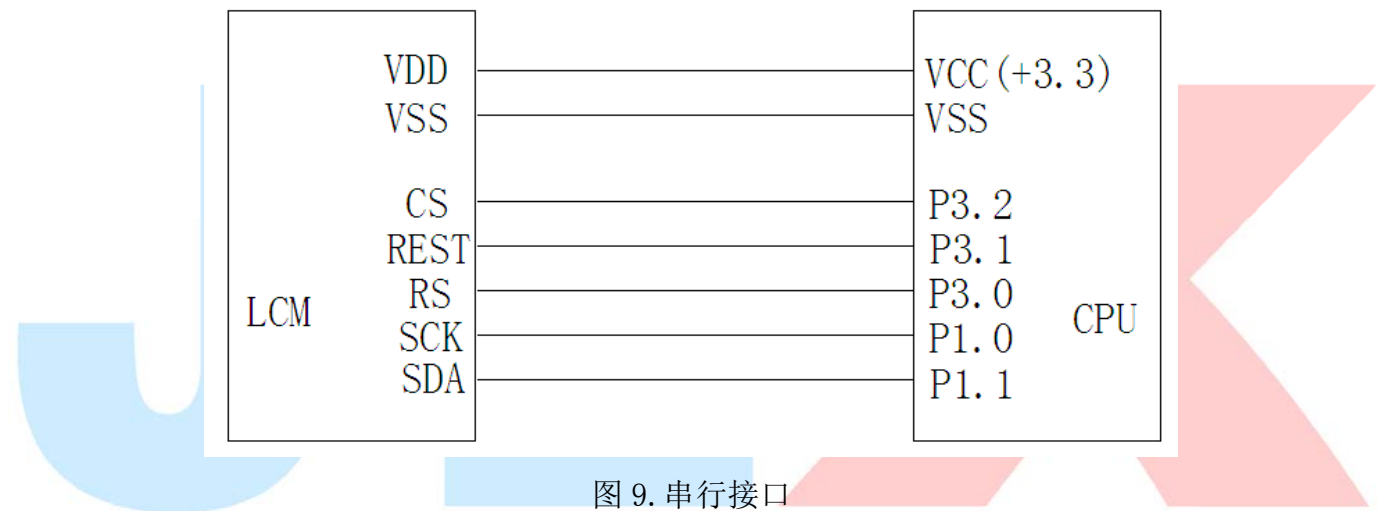 VDD VCC(+3.3)
VSS VSS
CS P3.2
REST P3.1
RS P3.0
LCM CPU
SCK P1.0
SDA P1.1
图 9.串行接口